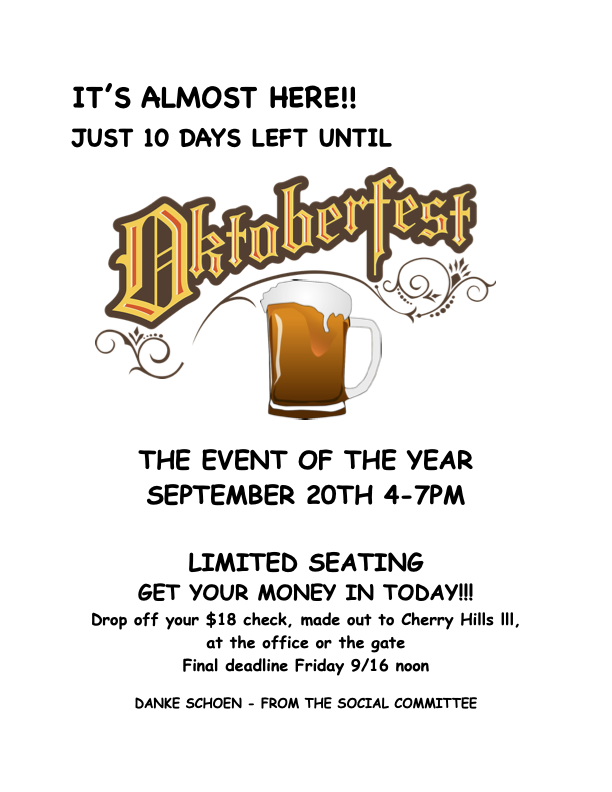 IT'S ALMOST HERE!!
JUST 10 DAYS LEFT UNTIL
Oktoberfest
THE EVENT OF THE YEAR
SEPTEMBER 20TH 4-7PM
LIMITED SEATING
GET YOUR MONEY IN TODAY!!!
Drop off your $18 check, made out to Cherry Hills lll,
at the office or the gate
Final deadline Friday 9/16 noon
DANKE SCHOEN - FROM THE SOCIAL COMMITTEE